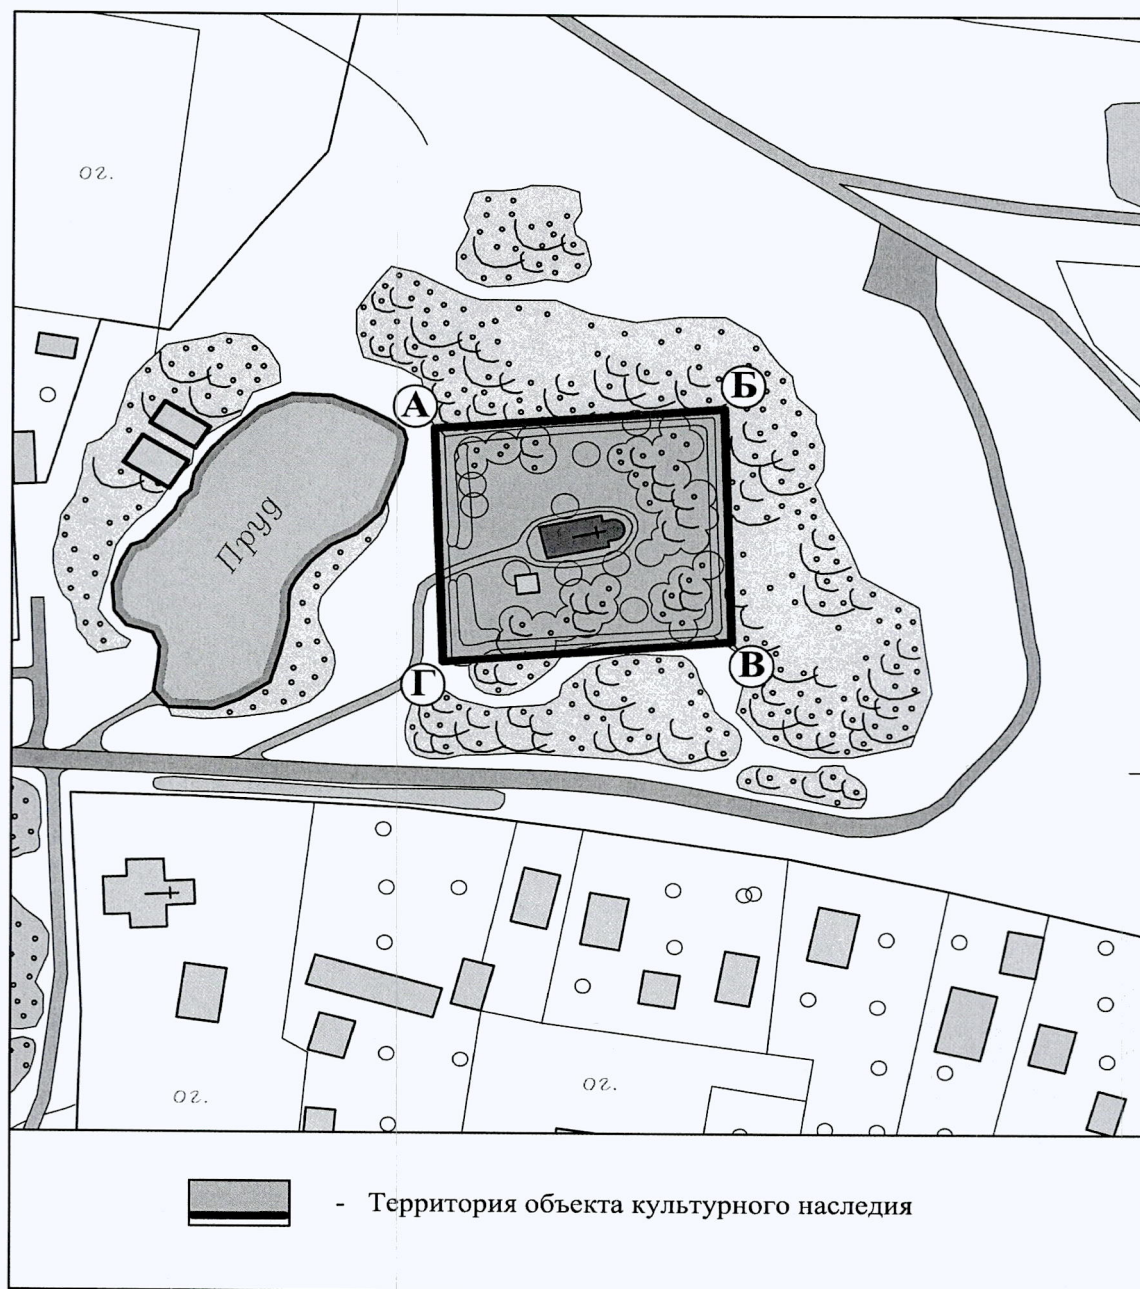 ог.
А
Б
Пруд
Г
В
ог.
ог.
- Территория объекта культурного наследия